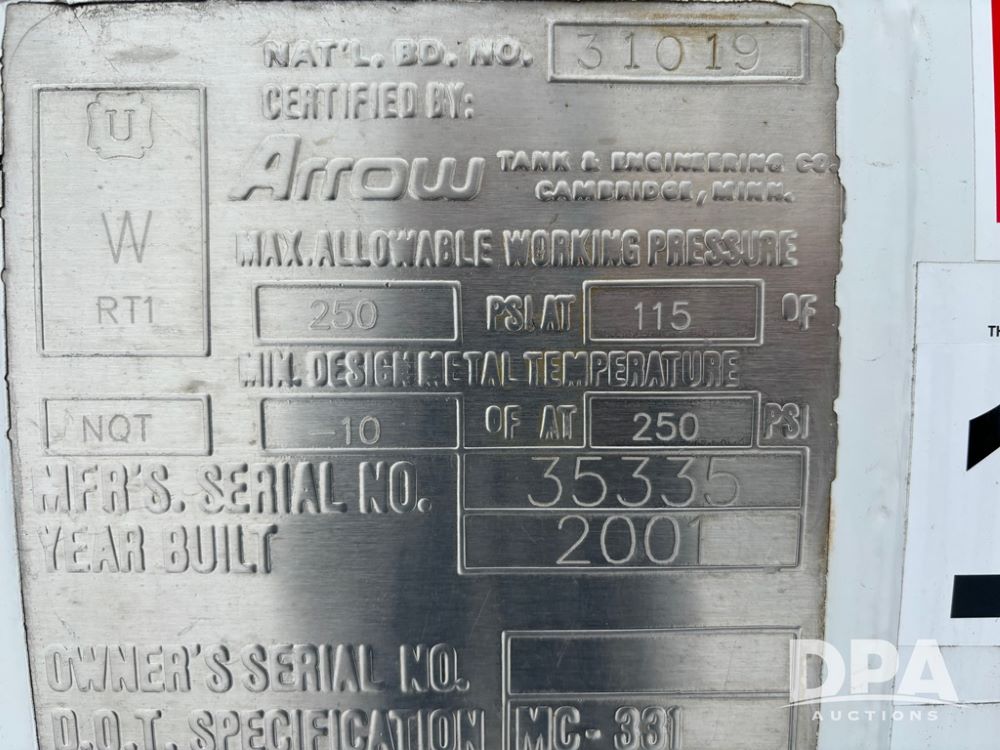 NAT'L. BD. NO. 31019
CERTIFIED BY:
U
Arrow TANK & ENGINEERING CO.
CAMBRIDGE, MINN.
W
MAX. ALLOWABLE WORKING PRESSURE
RT1
250 PSI AT 115 °F
MIN. DESIGN METAL TEMPERATURE
NQT -10 °F AT 250 PSI
MFR'S. SERIAL NO. 35335
YEAR BUILT 2001
OWNER'S SERIAL NO.
D.O.T. SPECIFICATION MC-331
TH
DPA
AUCTIONS